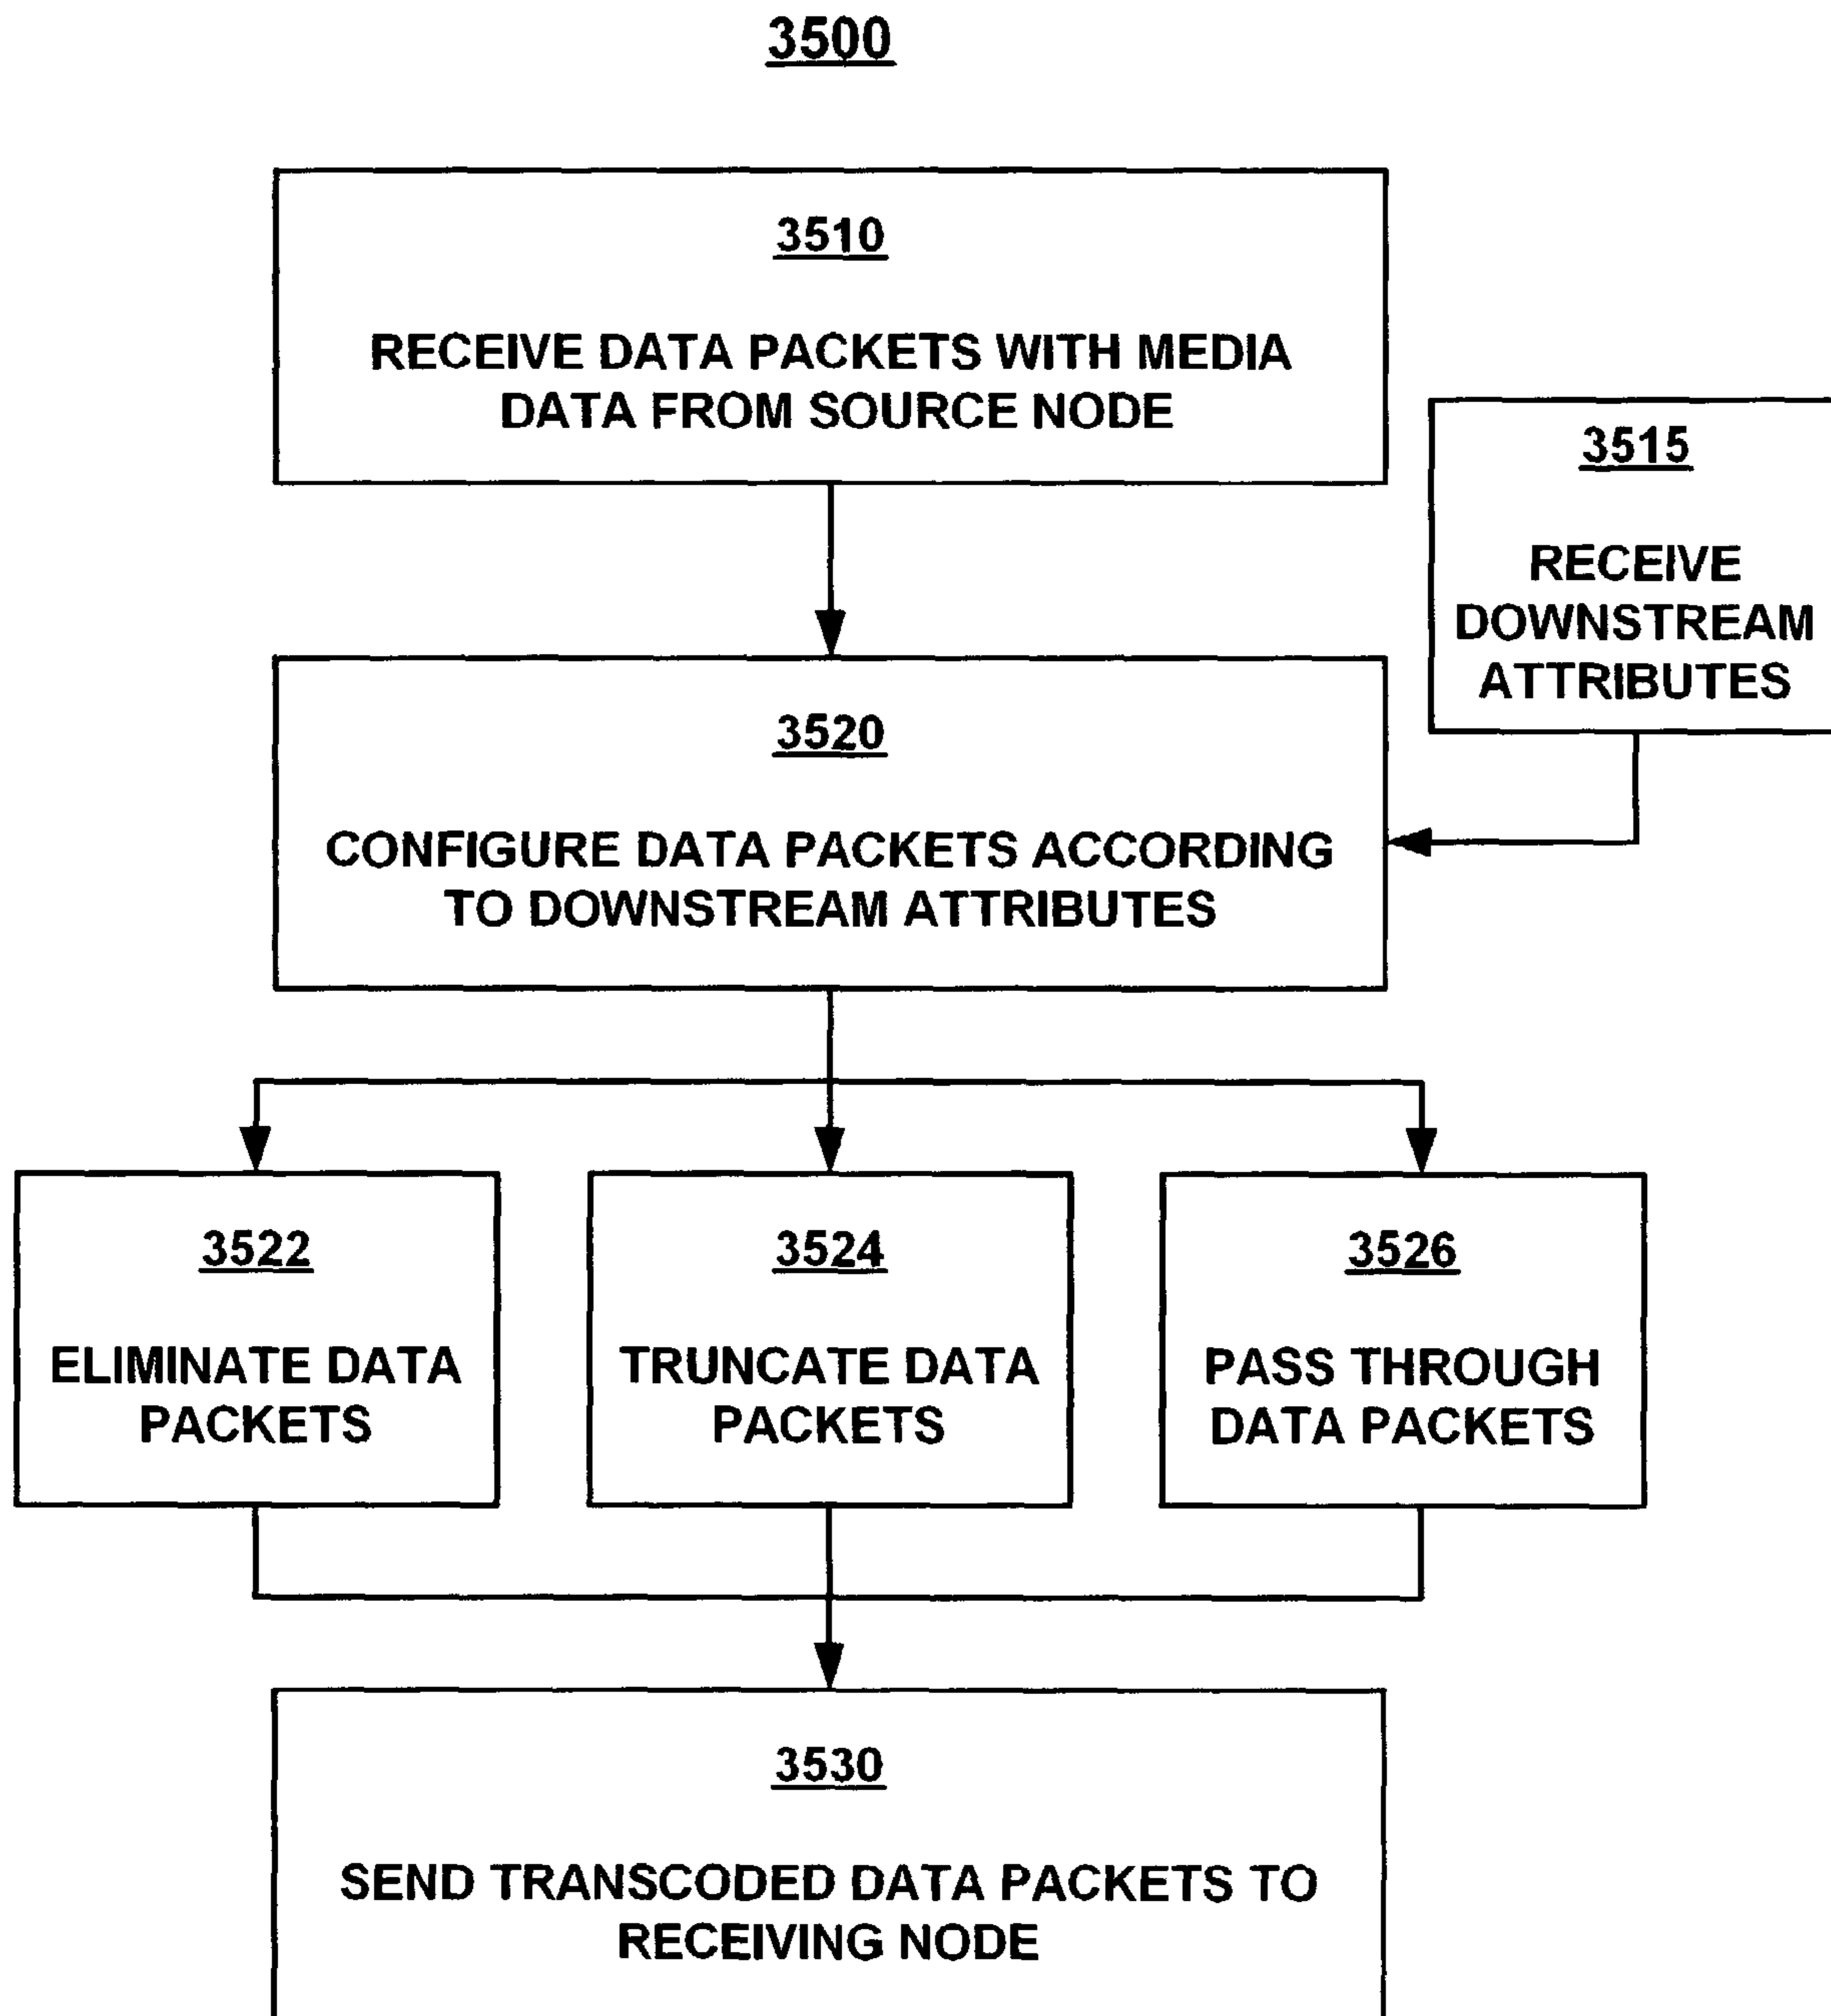 3500
3510
RECEIVE DATA PACKETS WITH MEDIA
DATA FROM SOURCE NODE
3515
RECEIVE
DOWNSTREAM
ATTRIBUTES
3520
CONFIGURE DATA PACKETS ACCORDING
TO DOWNSTREAM ATTRIBUTES
3522
ELIMINATE DATA
PACKETS
3524
TRUNCATE DATA
PACKETS
3526
PASS THROUGH
DATA PACKETS
3530
SEND TRANSCODED DATA PACKETS TO
RECEIVING NODE